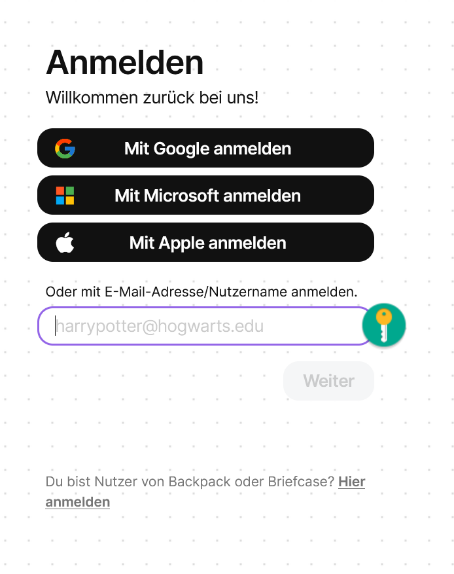 Anmelden
Willkommen zurück bei uns!
Mit Google anmelden
Mit Microsoft anmelden
Mit Apple anmelden
Oder mit E-Mail-Adresse/Nutzername anmelden.
harrypotter@hogwarts.edu
Weiter
Du bist Nutzer von Backpack oder Briefcase? Hier
anmelden